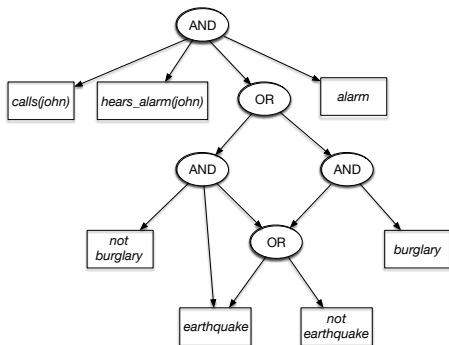 AND
calls(john)
hears_alarm(john)
OR
alarm
AND
AND
not
burglary
OR
burglary
earthquake
not
earthquake